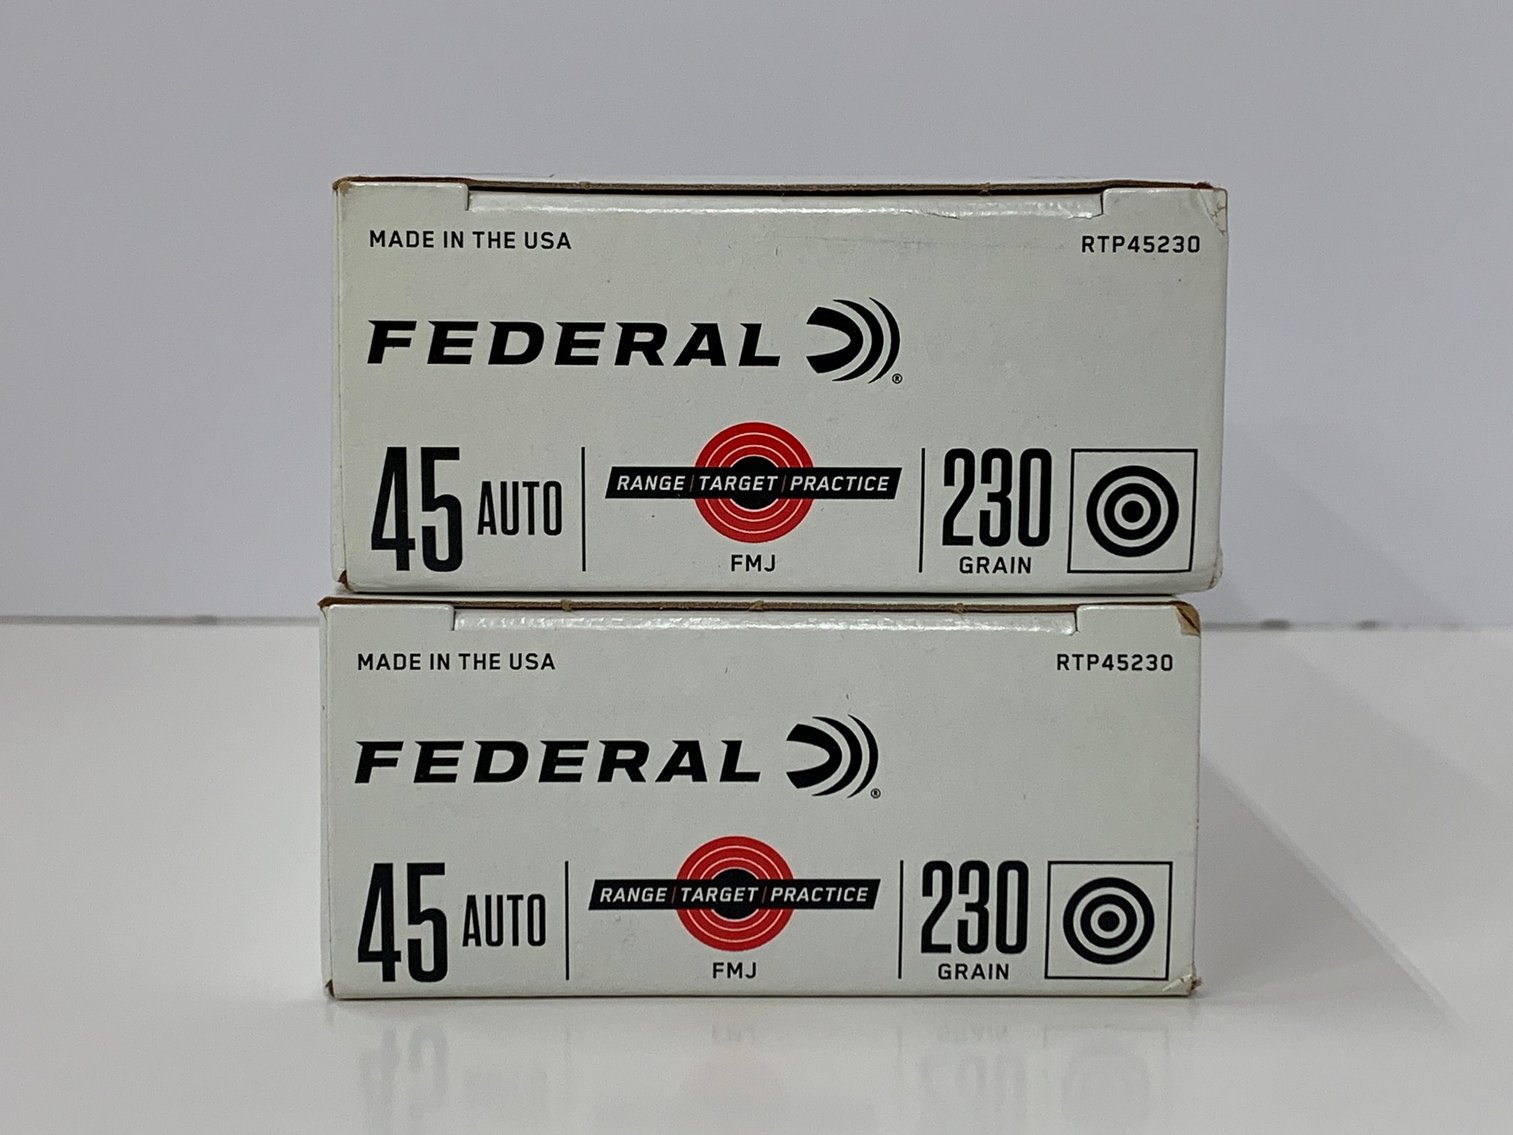 MADE IN THE USA RTP45230
FEDERAL ®
45 AUTO RANGE | TARGET | PRACTICE 230
FMJ GRAIN
MADE IN THE USA RTP45230
FEDERAL ®
45 AUTO RANGE | TARGET | PRACTICE 230
FMJ GRAIN